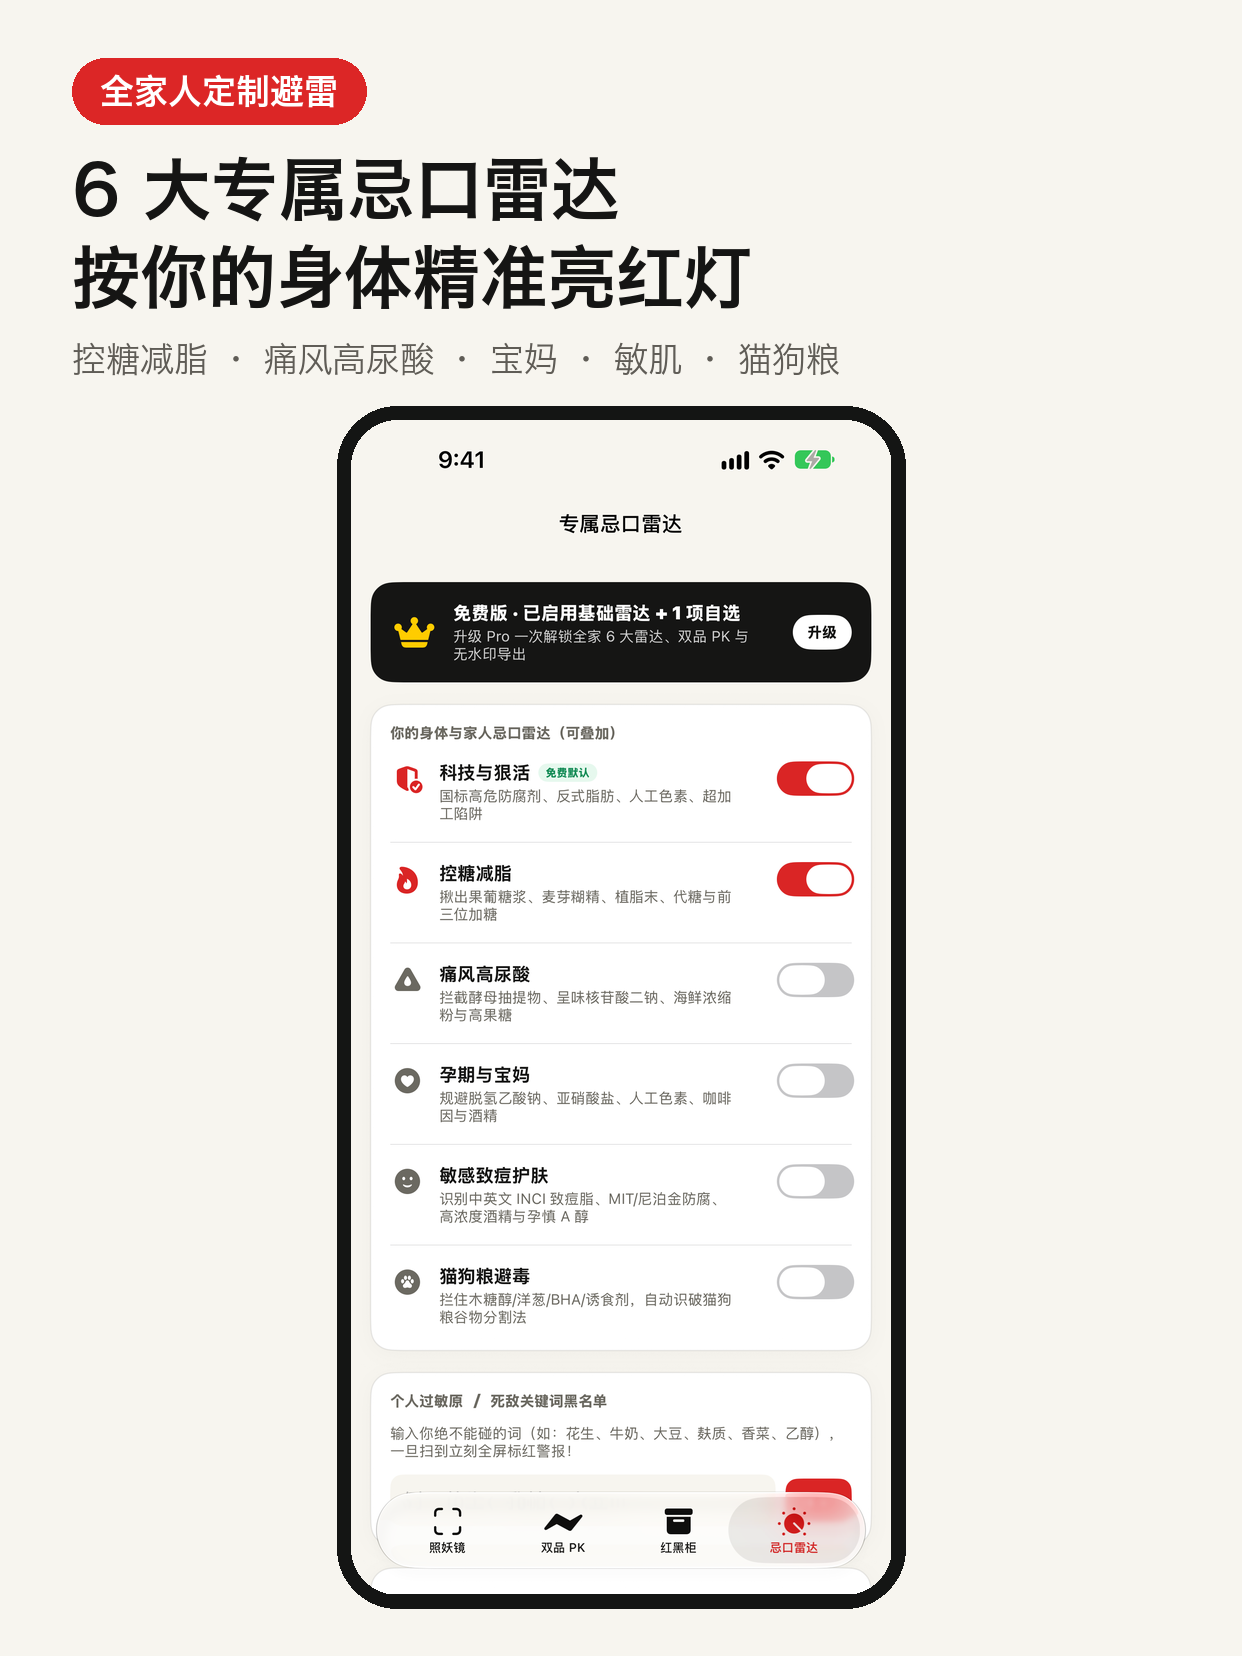 全家人定制避雷
6 大专属忌口雷达
按你的身体精准亮红灯
控糖减脂 · 痛风高尿酸 · 宝妈 · 敏肌 · 猫狗粮
9:41
专属忌口雷达
免费版 · 已启用基础雷达 + 1 项自选
升级 Pro 一次解锁全家 6 大雷达、双品 PK 与
无水印导出
升级
你的身体与家人忌口雷达（可叠加）
科技与狠活 免费默认
国标高危防腐剂、反式脂肪、人工色素、超加
工陷阱
控糖减脂
揪出果葡糖浆、麦芽糊精、植脂末、代糖与前
三位加糖
痛风高尿酸
拦截酵母抽提物、呈味核苷酸二钠、海鲜浓缩
粉与高果糖
孕期与宝妈
规避脱氢乙酸钠、亚硝酸盐、人工色素、咖啡
因与酒精
敏感致痘护肤
识别中英文 INCI 致痘脂、MIT/尼泊金防腐、
高浓度酒精与孕慎 A 醇
猫狗粮避毒
拦住木糖醇/洋葱/BHA/诱食剂，自动识破猫狗
粮谷物分割法
个人过敏原 / 死敌关键词黑名单
输入你绝不能碰的词（如：花生、牛奶、大豆、麸质、香菜、乙醇），
一旦扫到立刻全屏标红警报！
照妖镜
双品 PK
红黑柜
忌口雷达